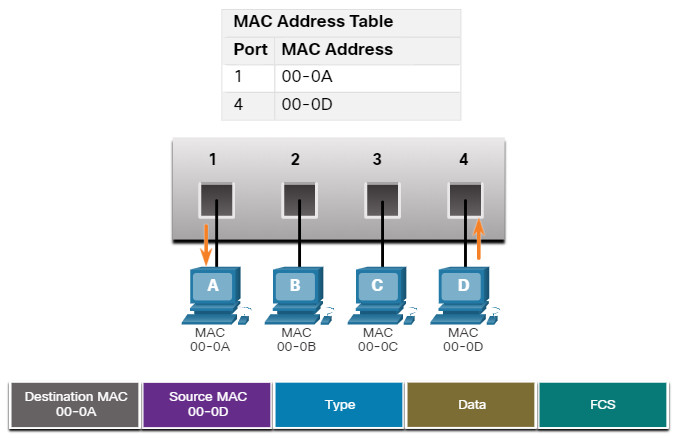 MAC Address Table
Port MAC Address
1 00-0A
4 00-0D
1 2 3 4
A B C D
MAC MAC MAC MAC
00-0A 00-0B 00-0C 00-0D
Destination MAC Source MAC Type Data FCS
00-0A 00-0D